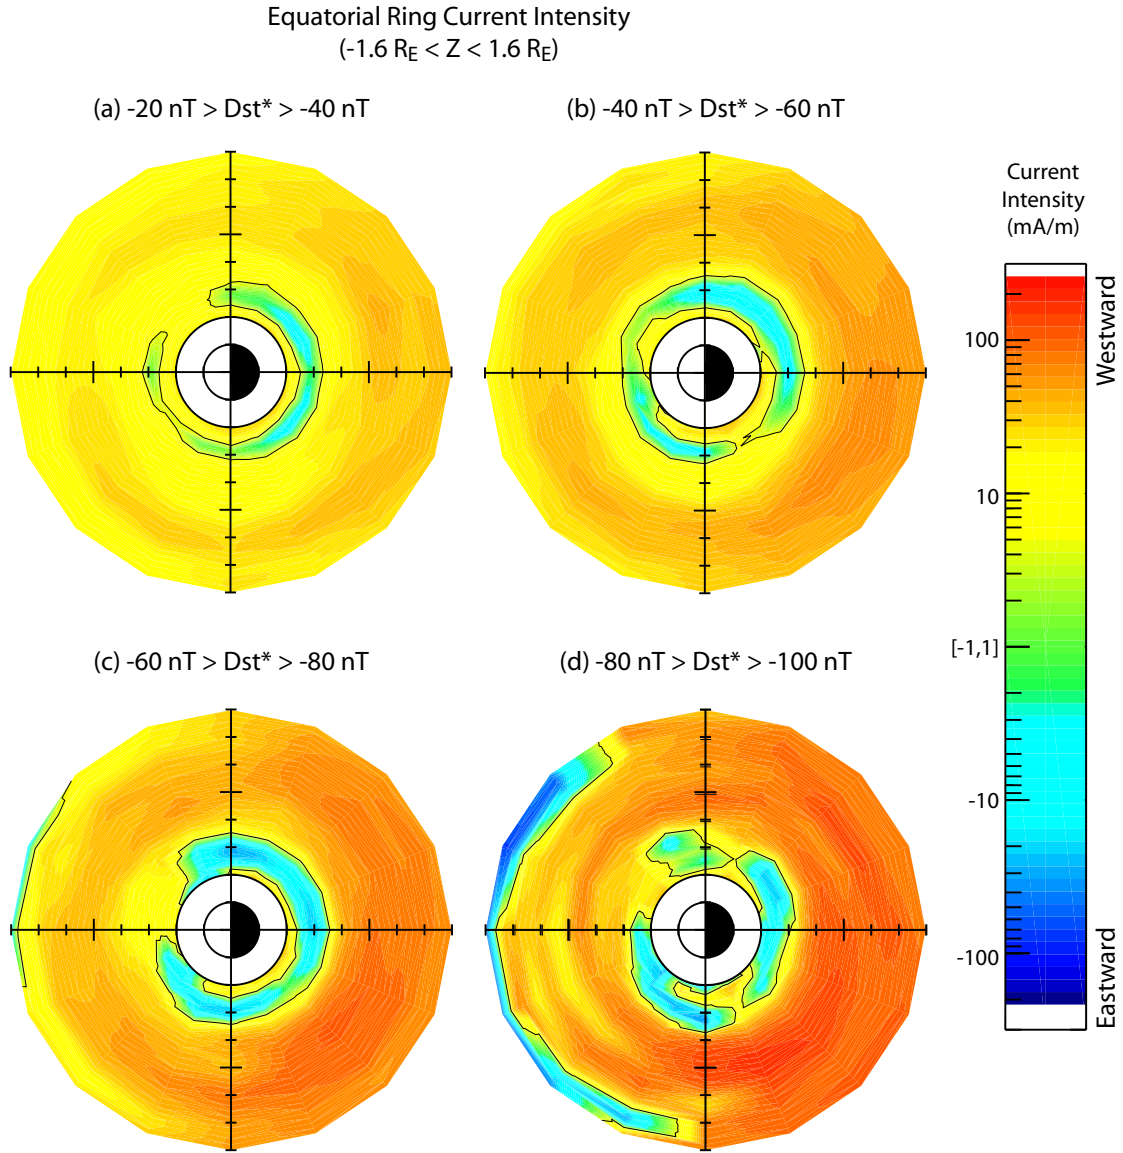 Equatorial Ring Current Intensity
(-1.6 R_E < Z < 1.6 R_E)
(a) -20 nT > Dst* > -40 nT
(b) -40 nT > Dst* > -60 nT
Current
Intensity
(mA/m)
Westward
100
10
[-1,1]
-10
-100
Eastward
(c) -60 nT > Dst* > -80 nT
(d) -80 nT > Dst* > -100 nT